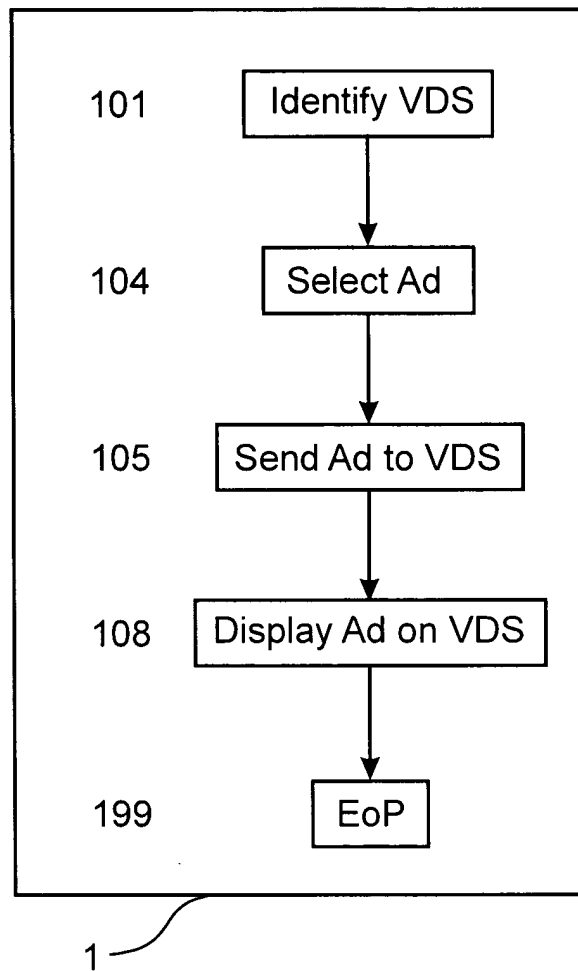 101 Identify VDS
104 Select Ad
105 Send Ad to VDS
108 Display Ad on VDS
199 EoP
1